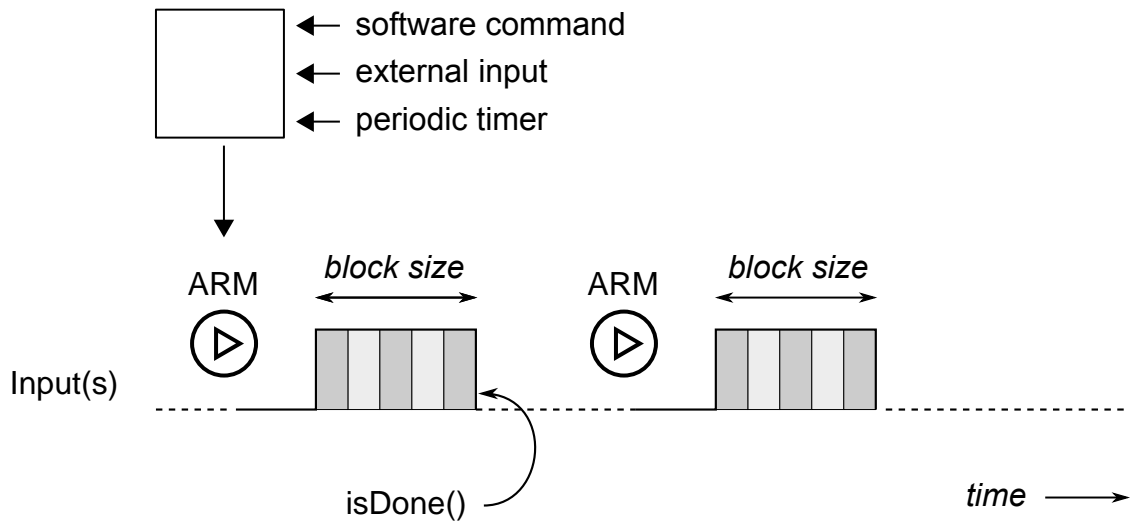 software command
external input
periodic timer
block size
block size
ARM
ARM
Input(s)
isDone()
time